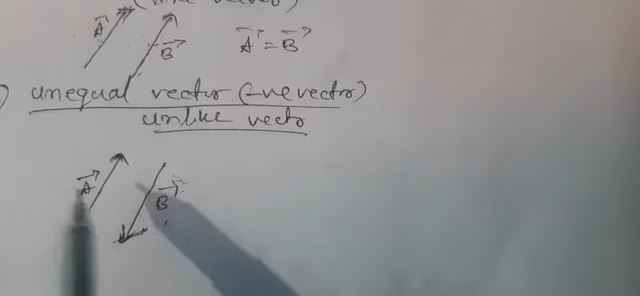 A⃗ B⃗ A⃗ = B⃗
) unequal vector (-ve vector)
unlike vector
A⃗ B⃗